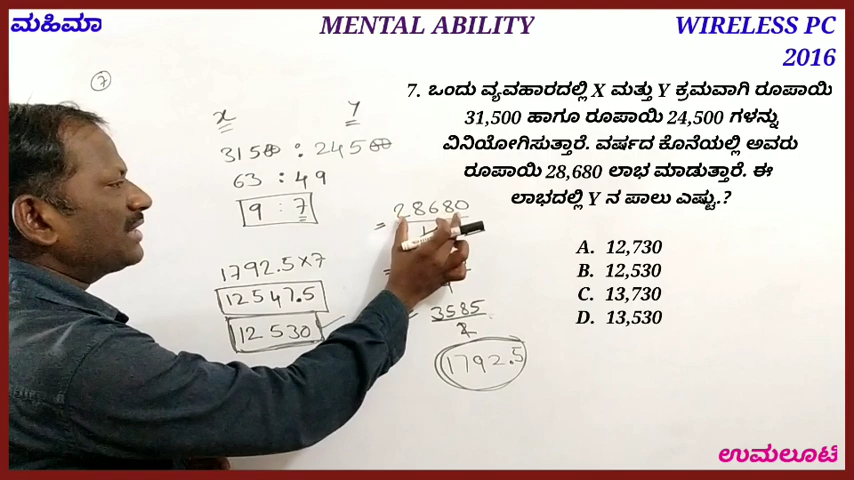 ಮಹಿಮಾ
MENTAL ABILITY
WIRELESS PC
2016
7. ಒಂದು ವ್ಯವಹಾರದಲ್ಲಿ X ಮತ್ತು Y ಕ್ರಮವಾಗಿ ರೂಪಾಯಿ
31,500 ಹಾಗೂ ರೂಪಾಯಿ 24,500 ಗಳನ್ನು
ವಿನಿಯೋಗಿಸುತ್ತಾರೆ. ವರ್ಷದ ಕೊನೆಯಲ್ಲಿ ಅವರು
ರೂಪಾಯಿ 28,680 ಲಾಭ ಮಾಡುತ್ತಾರೆ. ಈ
ಲಾಭದಲ್ಲಿ Y ನ ಪಾಲು ಎಷ್ಟು.?
A. 12,730
B. 12,530
C. 13,730
D. 13,530
7
x Y
31500 : 24500
63 : 49
9 : 7
= 28680
1792.5×7
12547.5
12530
3585
2
1792.5
ಉಮಲೂಟಿ